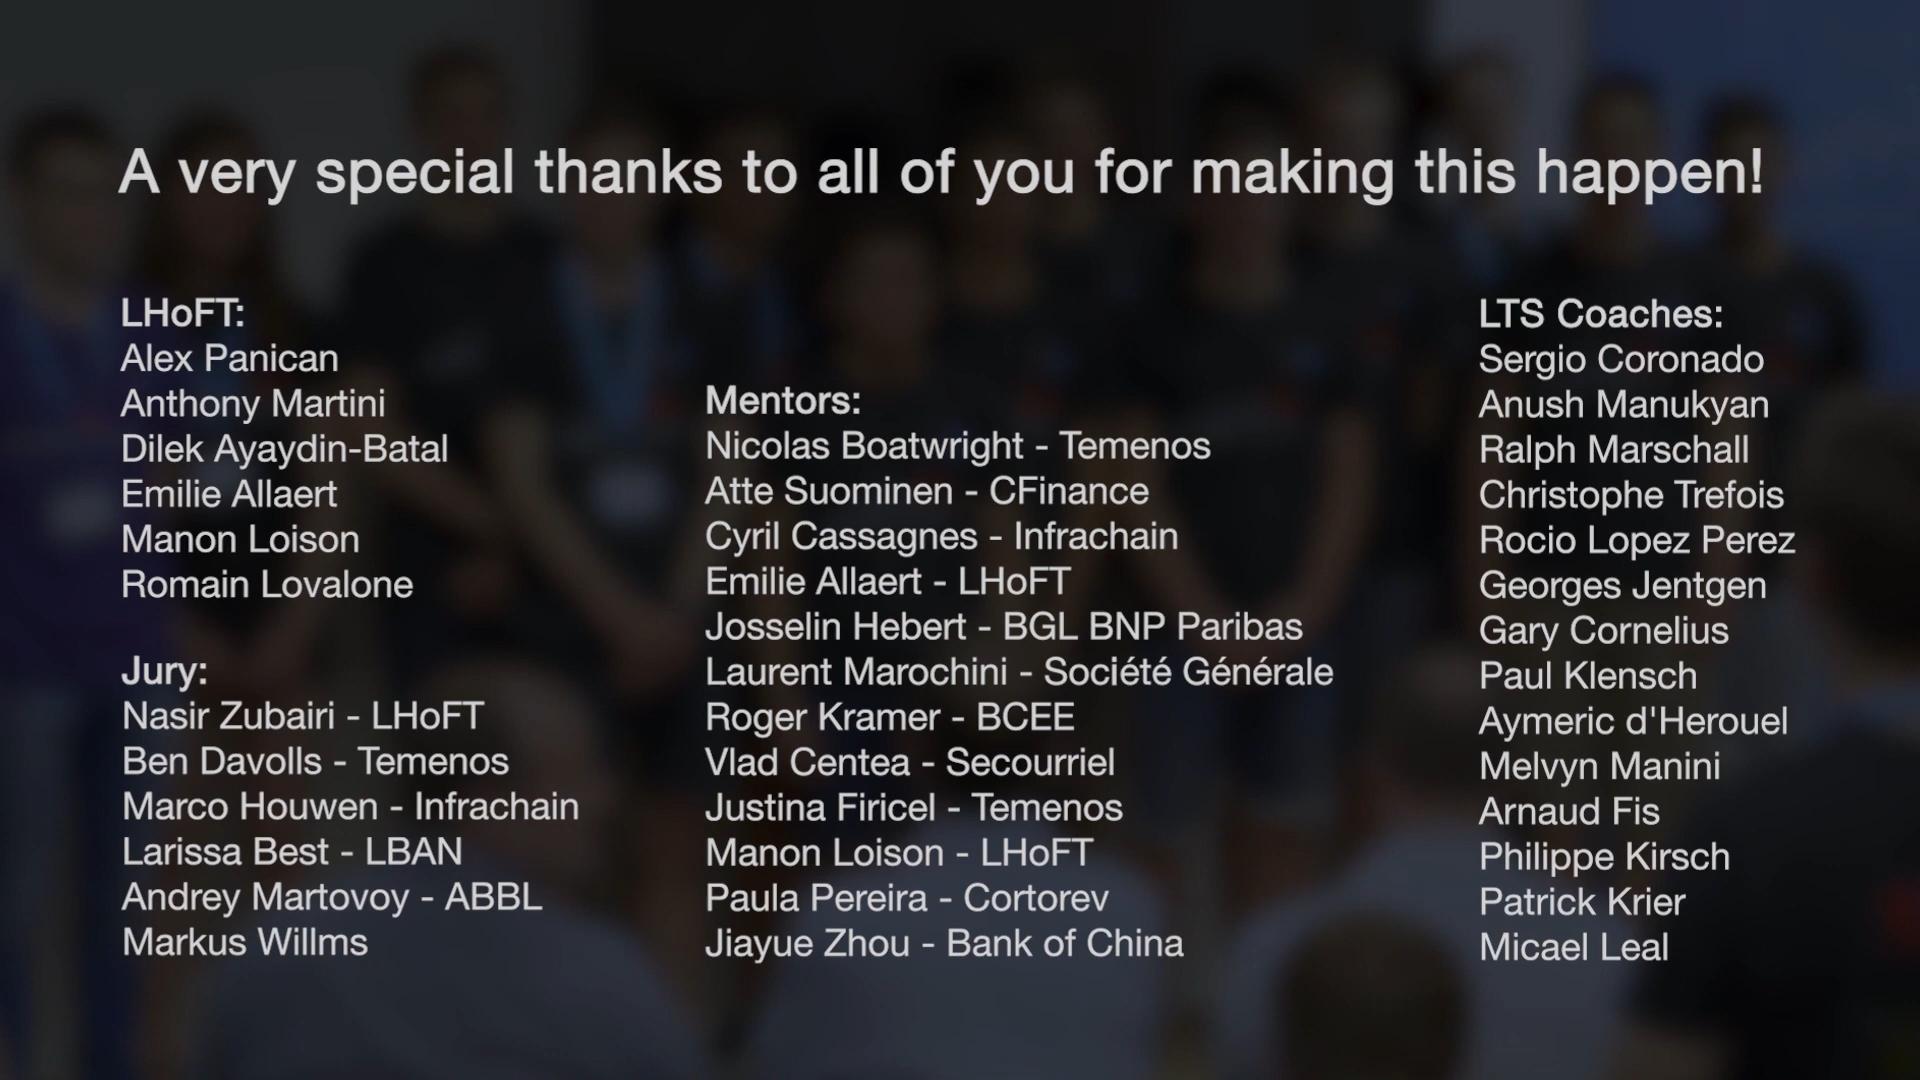 A very special thanks to all of you for making this happen!
LHoFT:
Alex Panican
Anthony Martini
Dilek Ayaydin-Batal
Emilie Allaert
Manon Loison
Romain Lovalone
Jury:
Nasir Zubairi - LHoFT
Ben Davolls - Temenos
Marco Houwen - Infrachain
Larissa Best - LBAN
Andrey Martovoy - ABBL
Markus Willms
Mentors:
Nicolas Boatwright - Temenos
Atte Suominen - CFinance
Cyril Cassagnes - Infrachain
Emilie Allaert - LHoFT
Josselin Hebert - BGL BNP Paribas
Laurent Marochini - Société Générale
Roger Kramer - BCEE
Vlad Centea - Secourriel
Justina Firicel - Temenos
Manon Loison - LHoFT
Paula Pereira - Cortorev
Jiayue Zhou - Bank of China
LTS Coaches:
Sergio Coronado
Anush Manukyan
Ralph Marschall
Christophe Trefois
Rocio Lopez Perez
Georges Jentgen
Gary Cornelius
Paul Klensch
Aymeric d'Herouel
Melvyn Manini
Arnaud Fis
Philippe Kirsch
Patrick Krier
Micael Leal